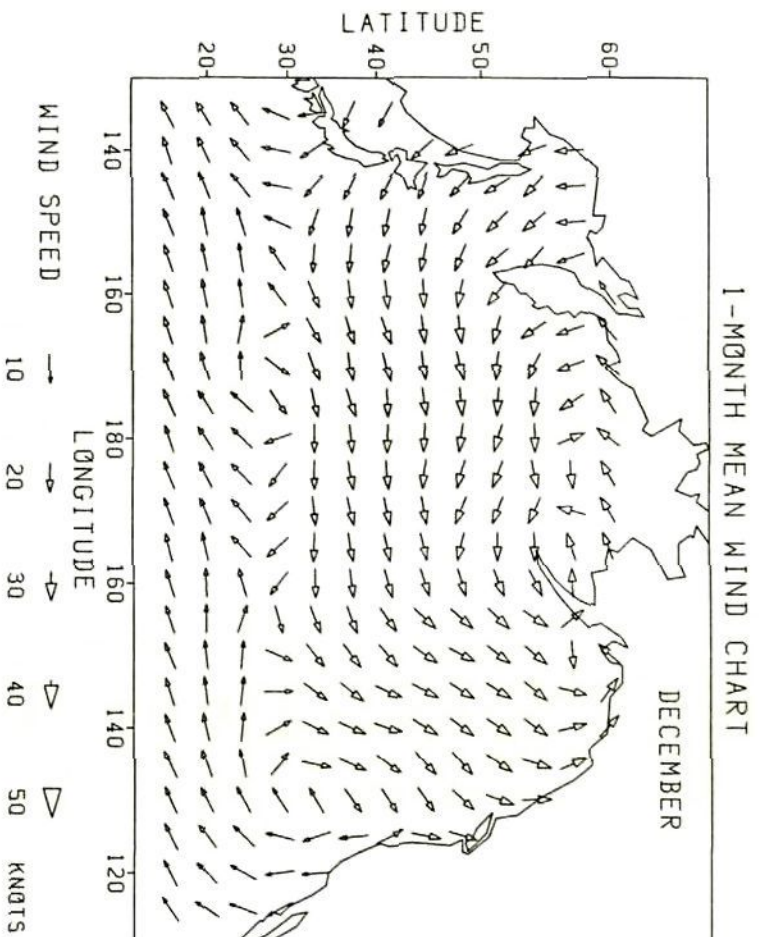 1-MONTH MEAN WIND CHART
DECEMBER
LATITUDE
60
50
40
30
20
140 160 180 160 140 120
LONGITUDE
WIND SPEED
10 20 30 40 50 KNOTS